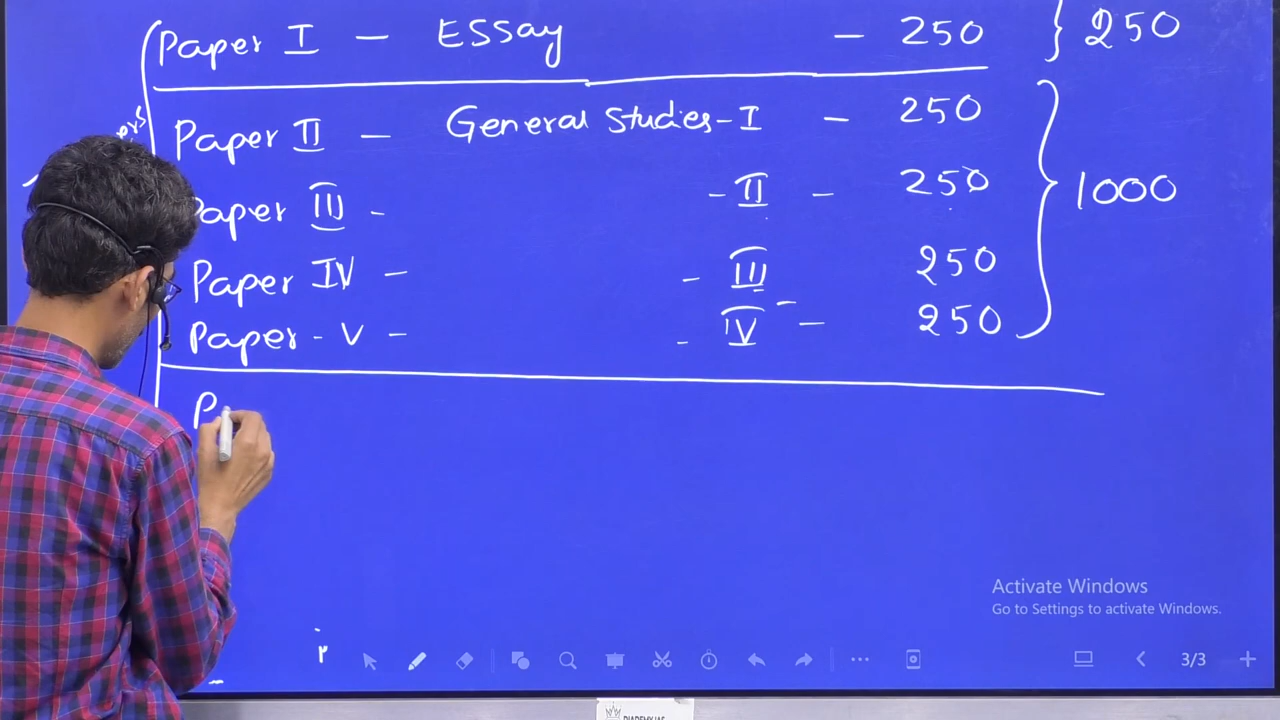 Paper I - ESSay - 250 } 250
Paper II - General Studies-I - 250
Paper III - - II - 250
1000
Paper IV - - III - 250
Paper - V - - IV - 250
P
Activate Windows
Go to Settings to activate Windows.
3/3